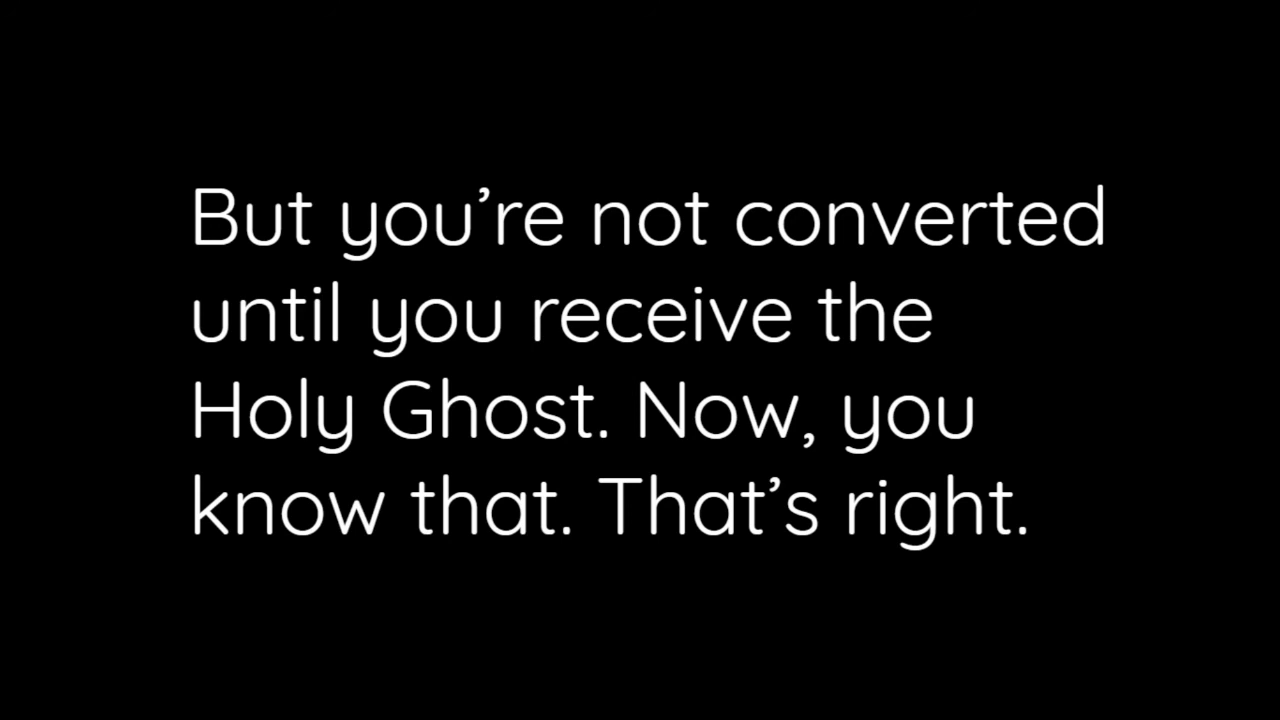 But you’re not converted
until you receive the
Holy Ghost. Now, you
know that. That’s right.